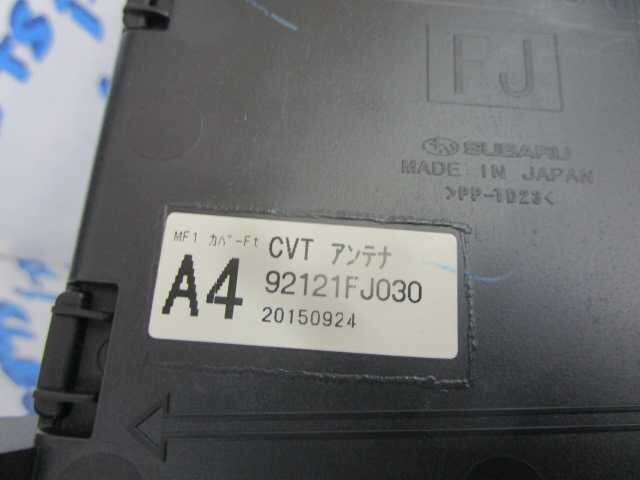 FJ
SUBARU
MADE IN JAPAN
>PP-TD23<
MF1 カバーFt CVT アンテナ
A4 92121FJ030
20150924